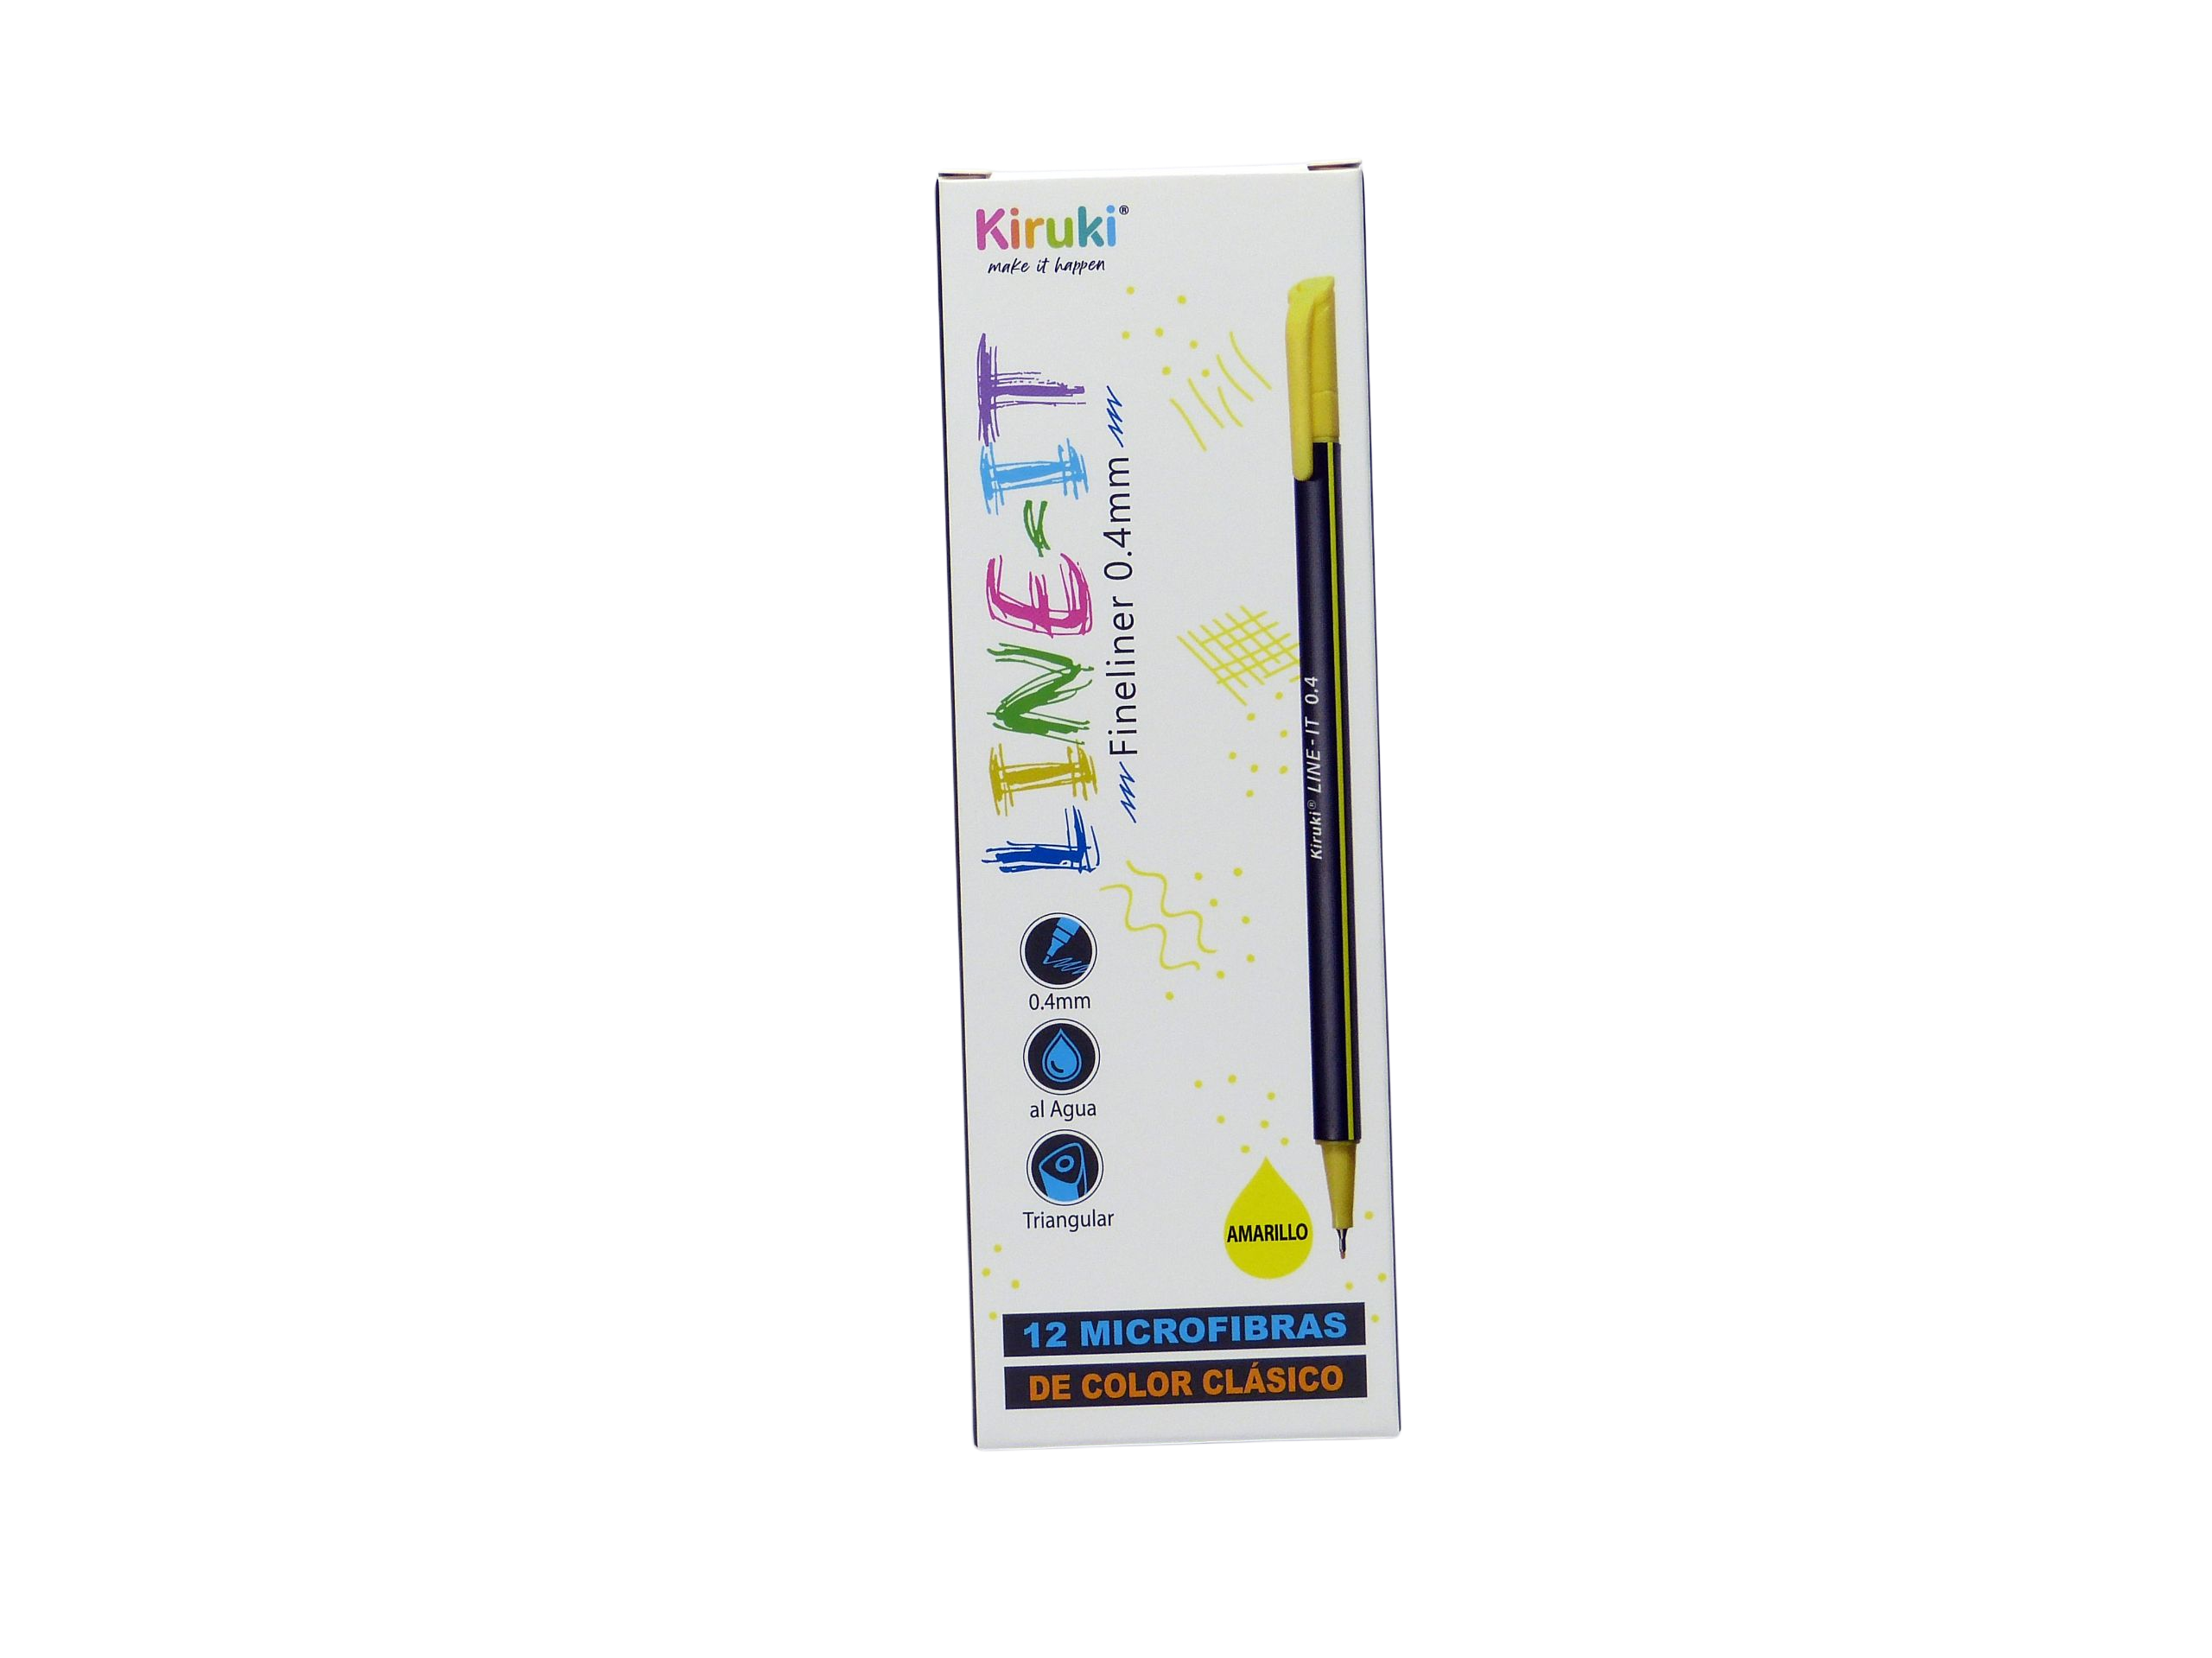 Kiruki®
make it happen
LINE-IT
Fineliner 0.4mm
Kiruki® LINE-IT 0.4
0.4mm
al Agua
Triangular
AMARILLO
12 MICROFIBRAS
DE COLOR CLÁSICO